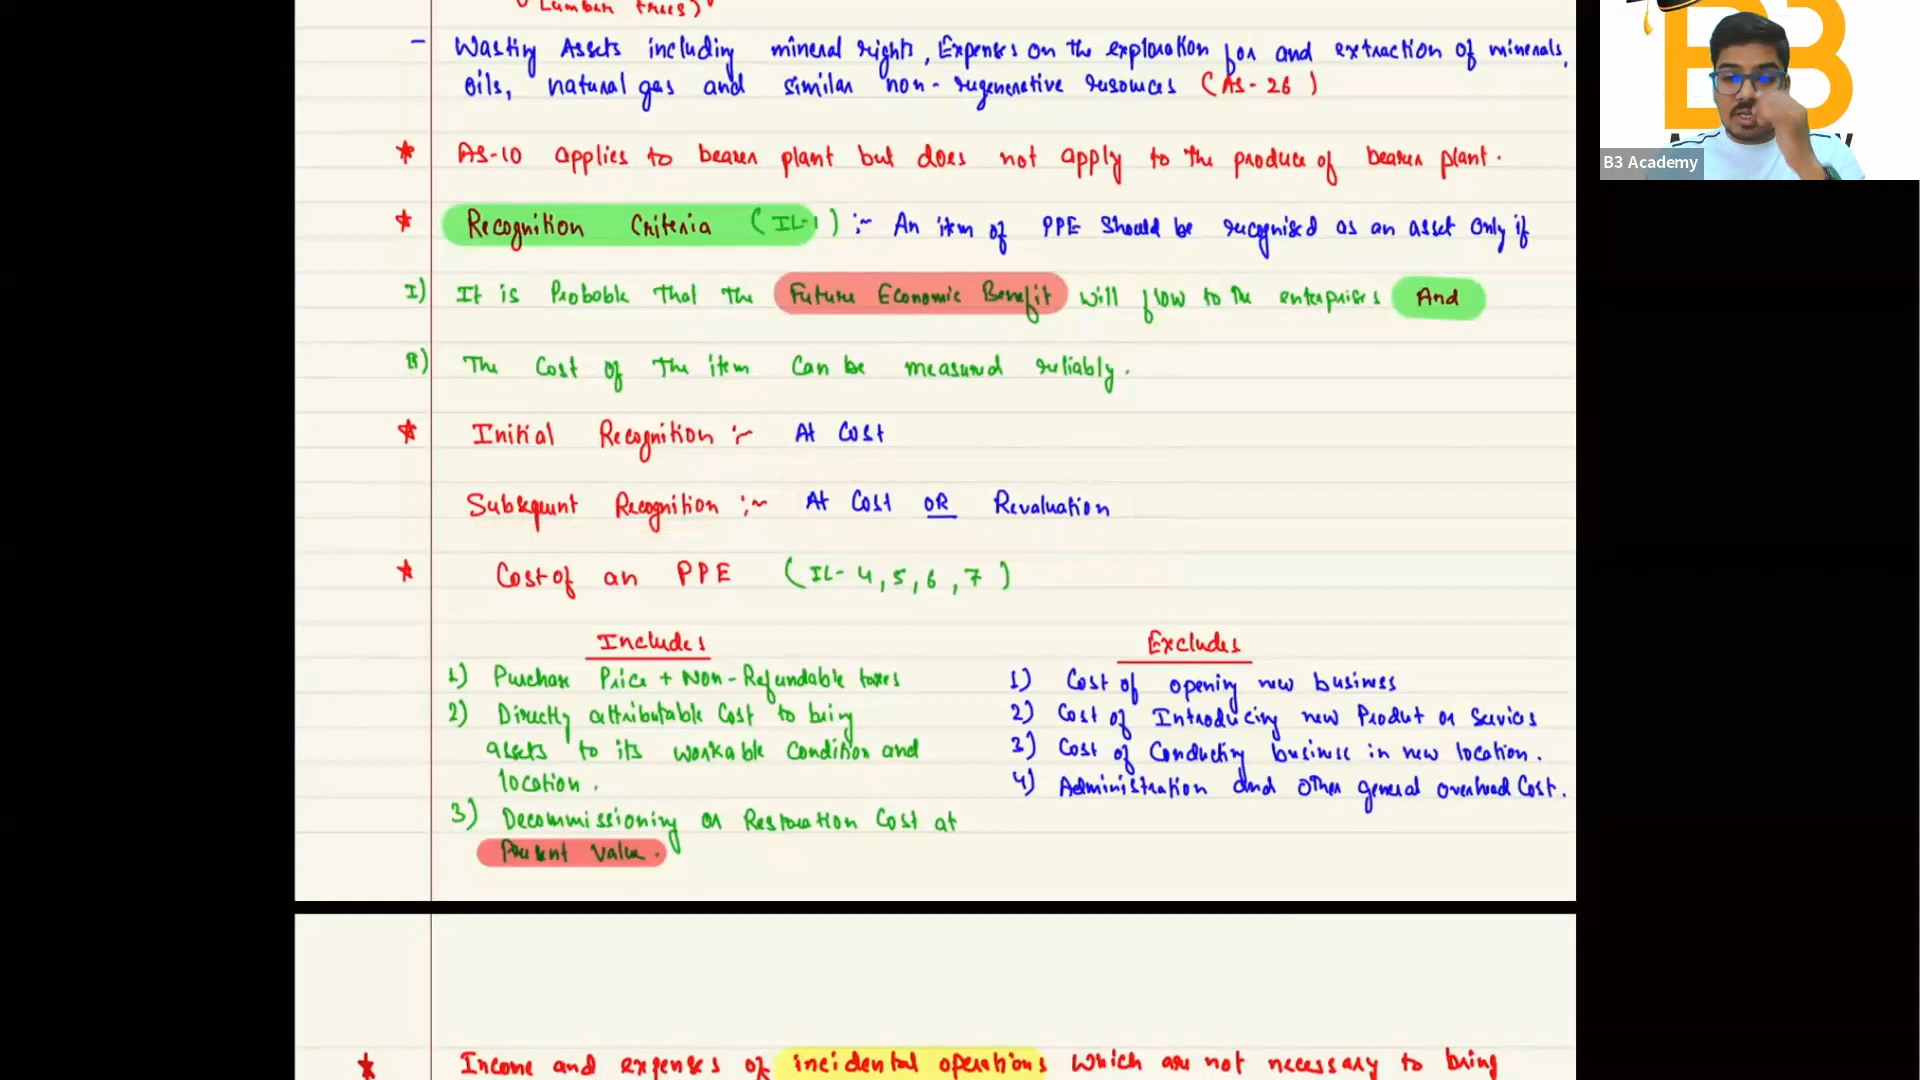 (Lumber trees)
- Wasting Assets including mineral rights, Expenses on the exploration for and extraction of minerals,
oils, natural gas and similar non-regenerative resources (AS-26)
* AS-10 applies to bearer plant but does not apply to the produce of bearer plant.
* Recognition Criteria (IL-1) :- An item of PPE should be recognised as an asset only if
I) It is Probable That the Future Economic Benefit will flow to the enterprises And
B) The Cost of The item Can be measured reliably.
* Initial Recognition :- At Cost
Subsequent Recognition :- At Cost OR Revaluation
* Cost of an PPE (IL- 4, 5, 6, 7)
Includes
1) Purchase Price + Non-Refundable taxes
2) Directly attributable Cost to bring
assets to its workable Condition and
location.
3) Decommissioning or Restoration Cost at
Present Value.
Excludes
1) Cost of opening new business
2) Cost of Introducing new Product or Services
3) Cost of Conducting business in new location.
4) Administration and other general overhead Cost.
* Income and expenses of incidental operations which are not necessary to bring
B3
B3 Academy